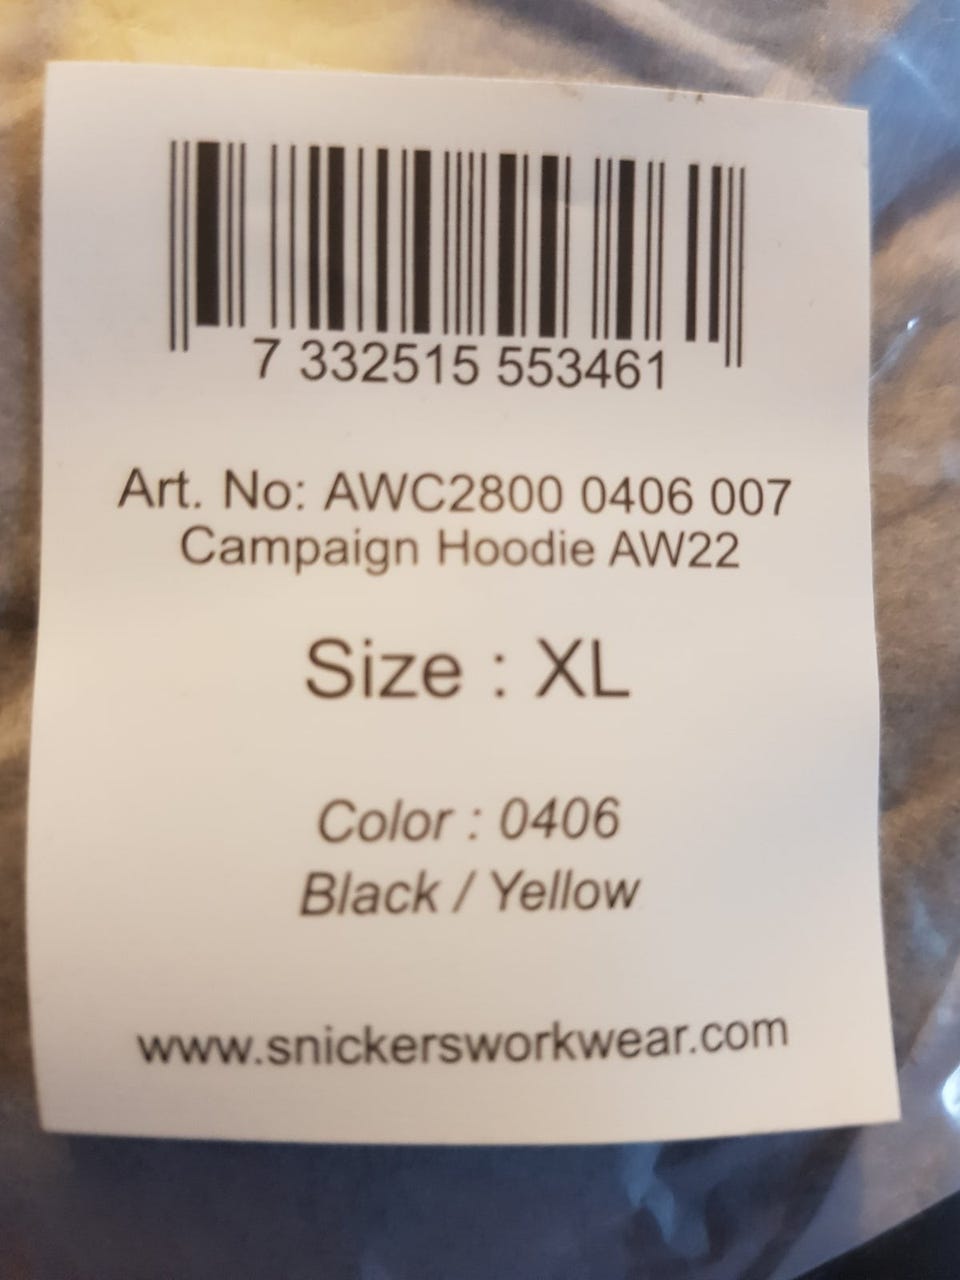 7 332515 553461
Art. No: AWC2800 0406 007
Campaign Hoodie AW22
Size : XL
Color : 0406
Black / Yellow
www.snickersworkwear.com